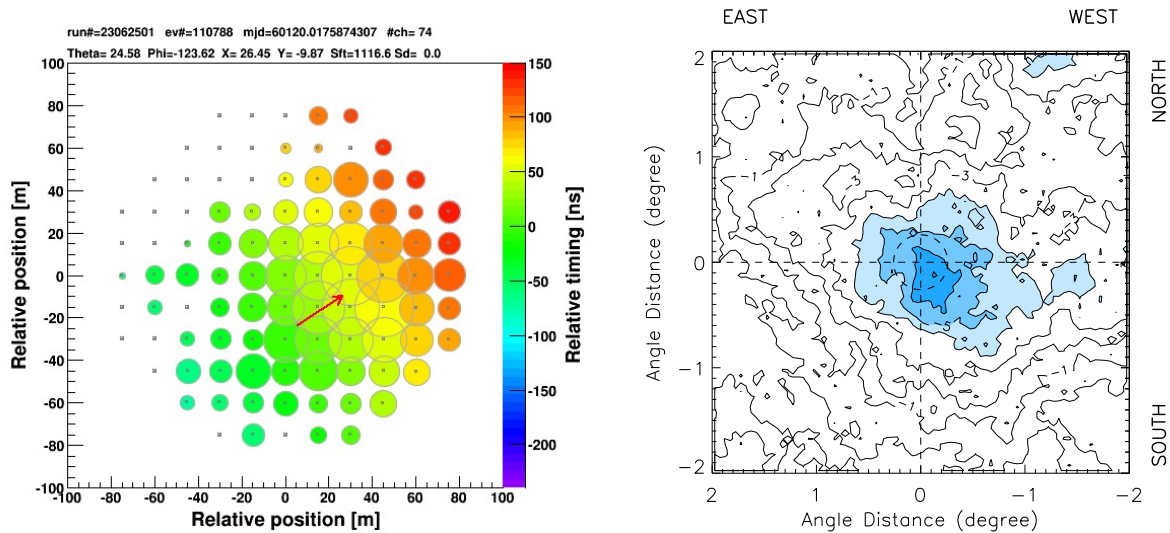 run#=23062501 ev#=110788 mjd=60120.0175874307 #ch= 74
Theta= 24.58 Phi=-123.62 X= 26.45 Y= -9.87 Sft=1116.6 Sd= 0.0
100
80
60
40
20
0
-20
-40
-60
-80
-100
Relative position [m]
-100 -80 -60 -40 -20 0 20 40 60 80 100
Relative position [m]
150
100
50
0
-50
-100
-150
-200
Relative timing [ns]
EAST WEST
NORTH
SOUTH
2
1
0
-1
-2
Angle Distance (degree)
2 1 0 -1 -2
Angle Distance (degree)